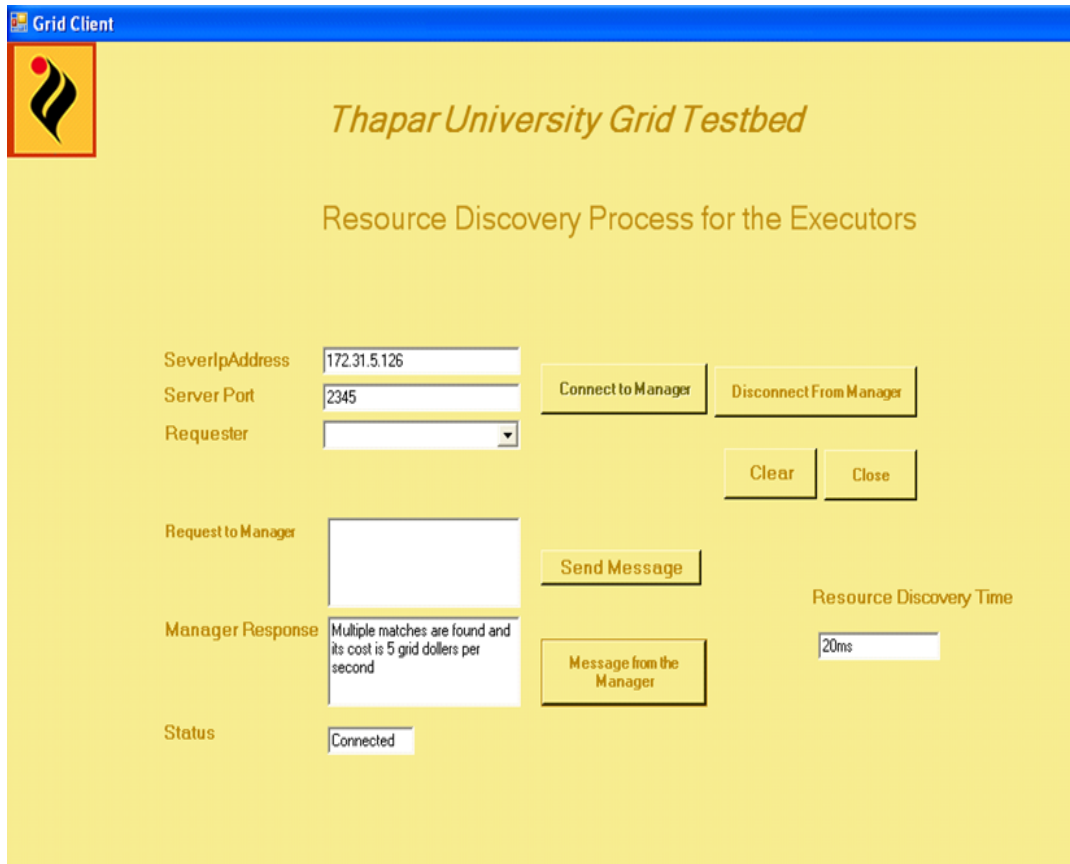 Grid Client
Thapar University Grid Testbed
Resource Discovery Process for the Executors
SeverIpAddress
172.31.5.126
Server Port
2345
Connect to Manager
Disconnect From Manager
Requester
Clear
Close
Request to Manager
Send Message
Resource Discovery Time
20ms
Manager Response
Multiple matches are found and
its cost is 5 grid dollers per
second
Message from the
Manager
Status
Connected